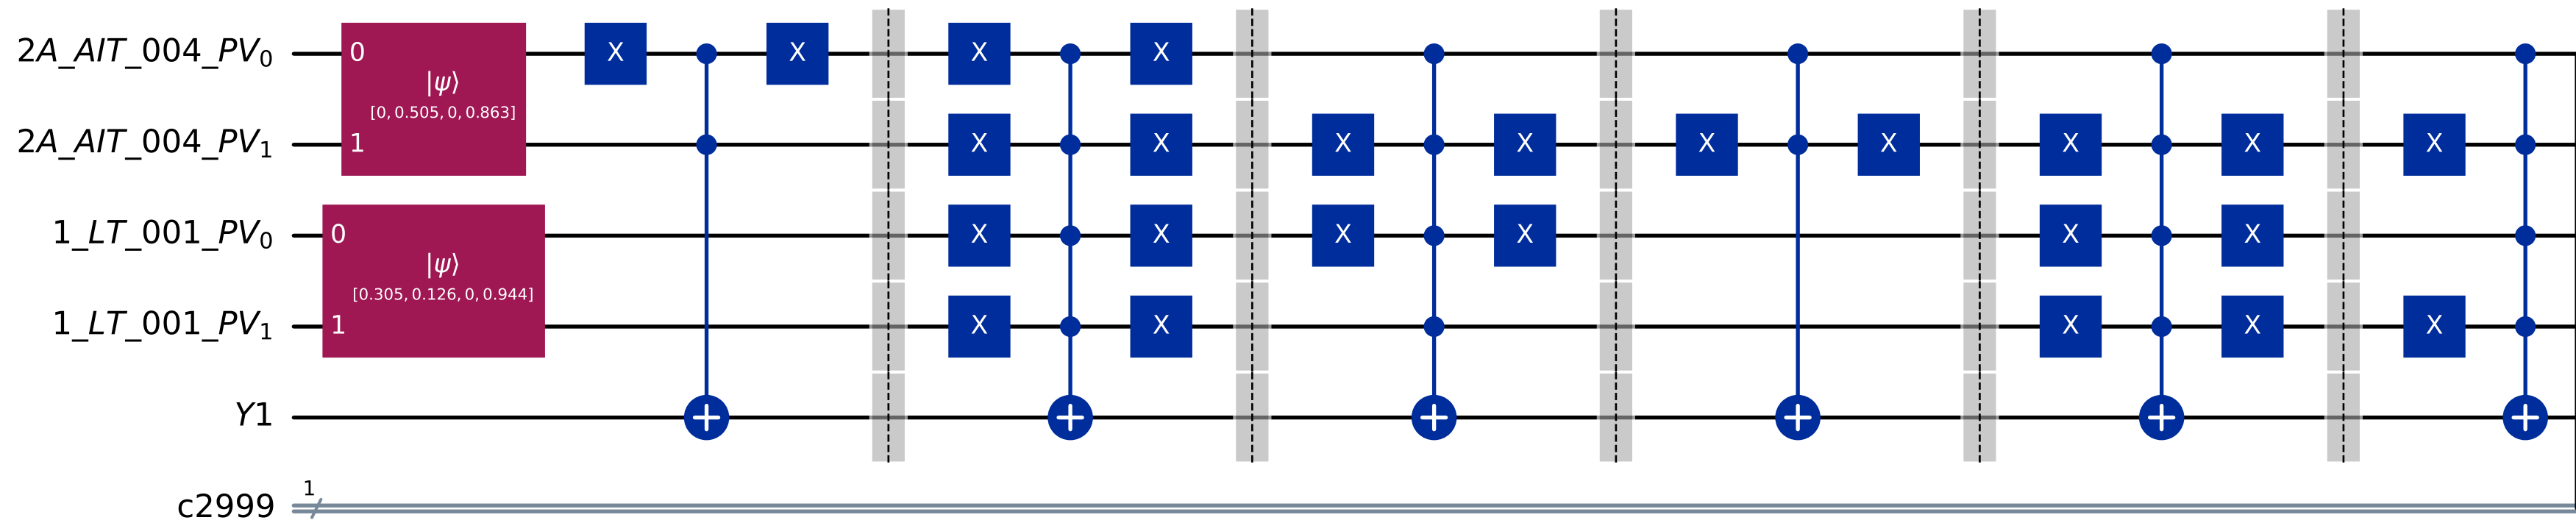 2A_AIT_004_PV₀ 0 X X X X
|ψ⟩
[0, 0.505, 0, 0.863]
2A_AIT_004_PV₁ 1 X X X X X X X X X
1_LT_001_PV₀ 0 X X X X X X
|ψ⟩
[0.305, 0.126, 0, 0.944]
1_LT_001_PV₁ 1 X X X X X
Y1
1
c2999